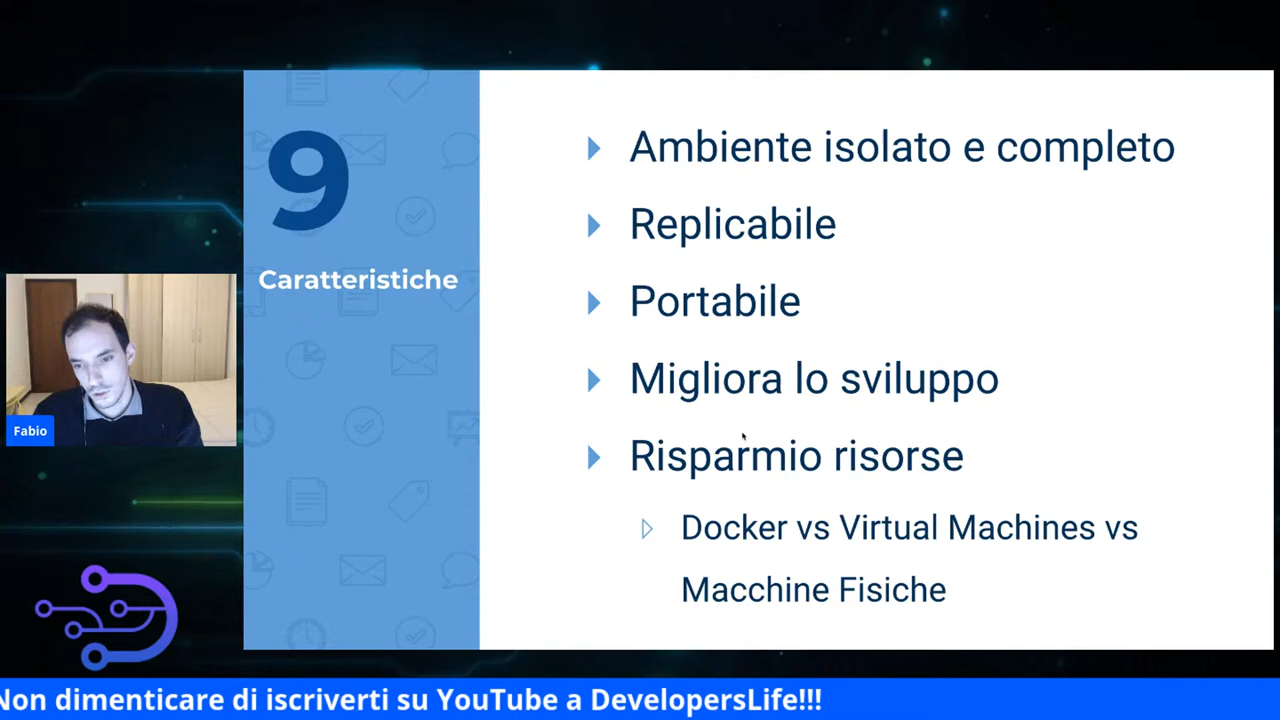 9
Caratteristiche
Ambiente isolato e completo
Replicabile
Portabile
Migliora lo sviluppo
Risparmio risorse
Docker vs Virtual Machines vs
Macchine Fisiche
Fabio
Non dimenticare di iscriverti su YouTube a DevelopersLife!!!